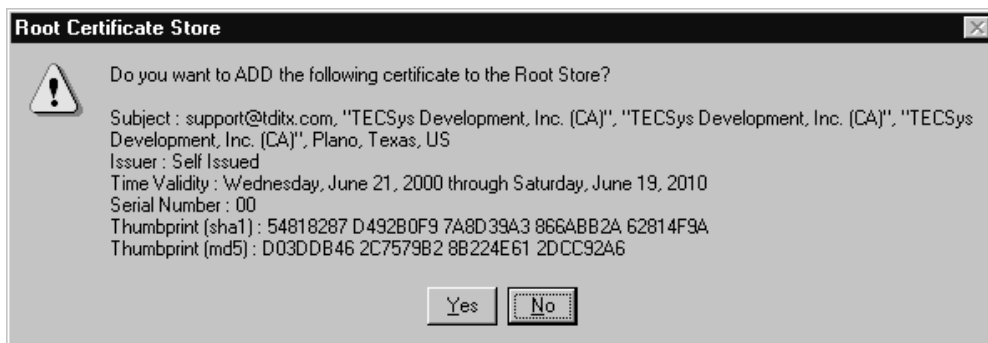 Root Certificate Store
Do you want to ADD the following certificate to the Root Store?
Subject : support@tditx.com, "TECSys Development, Inc. (CA)", "TECSys Development, Inc. (CA)", "TECSys
Development, Inc. (CA)", Plano, Texas, US
Issuer : Self Issued
Time Validity : Wednesday, June 21, 2000 through Saturday, June 19, 2010
Serial Number : 00
Thumbprint (sha1) : 54818287 D492B0F9 7A8D39A3 866ABB2A 62814F9A
Thumbprint (md5) : D03DDB46 2C7579B2 8B224E61 2DCC92A6
Yes No